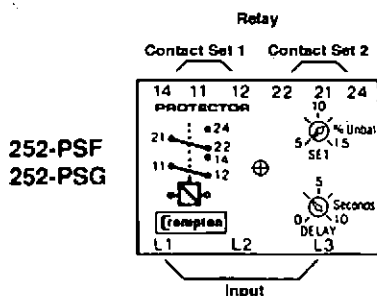 Relay
Contact Set 1 Contact Set 2
14 11 12 22 21 24
PROTECTOR
10
% Unbal
5 15
SET
24
21
22
14
11
12
252-PSF
252-PSG
5
Seconds
0 10
DELAY
Crompton
L1 L2 L3
Input